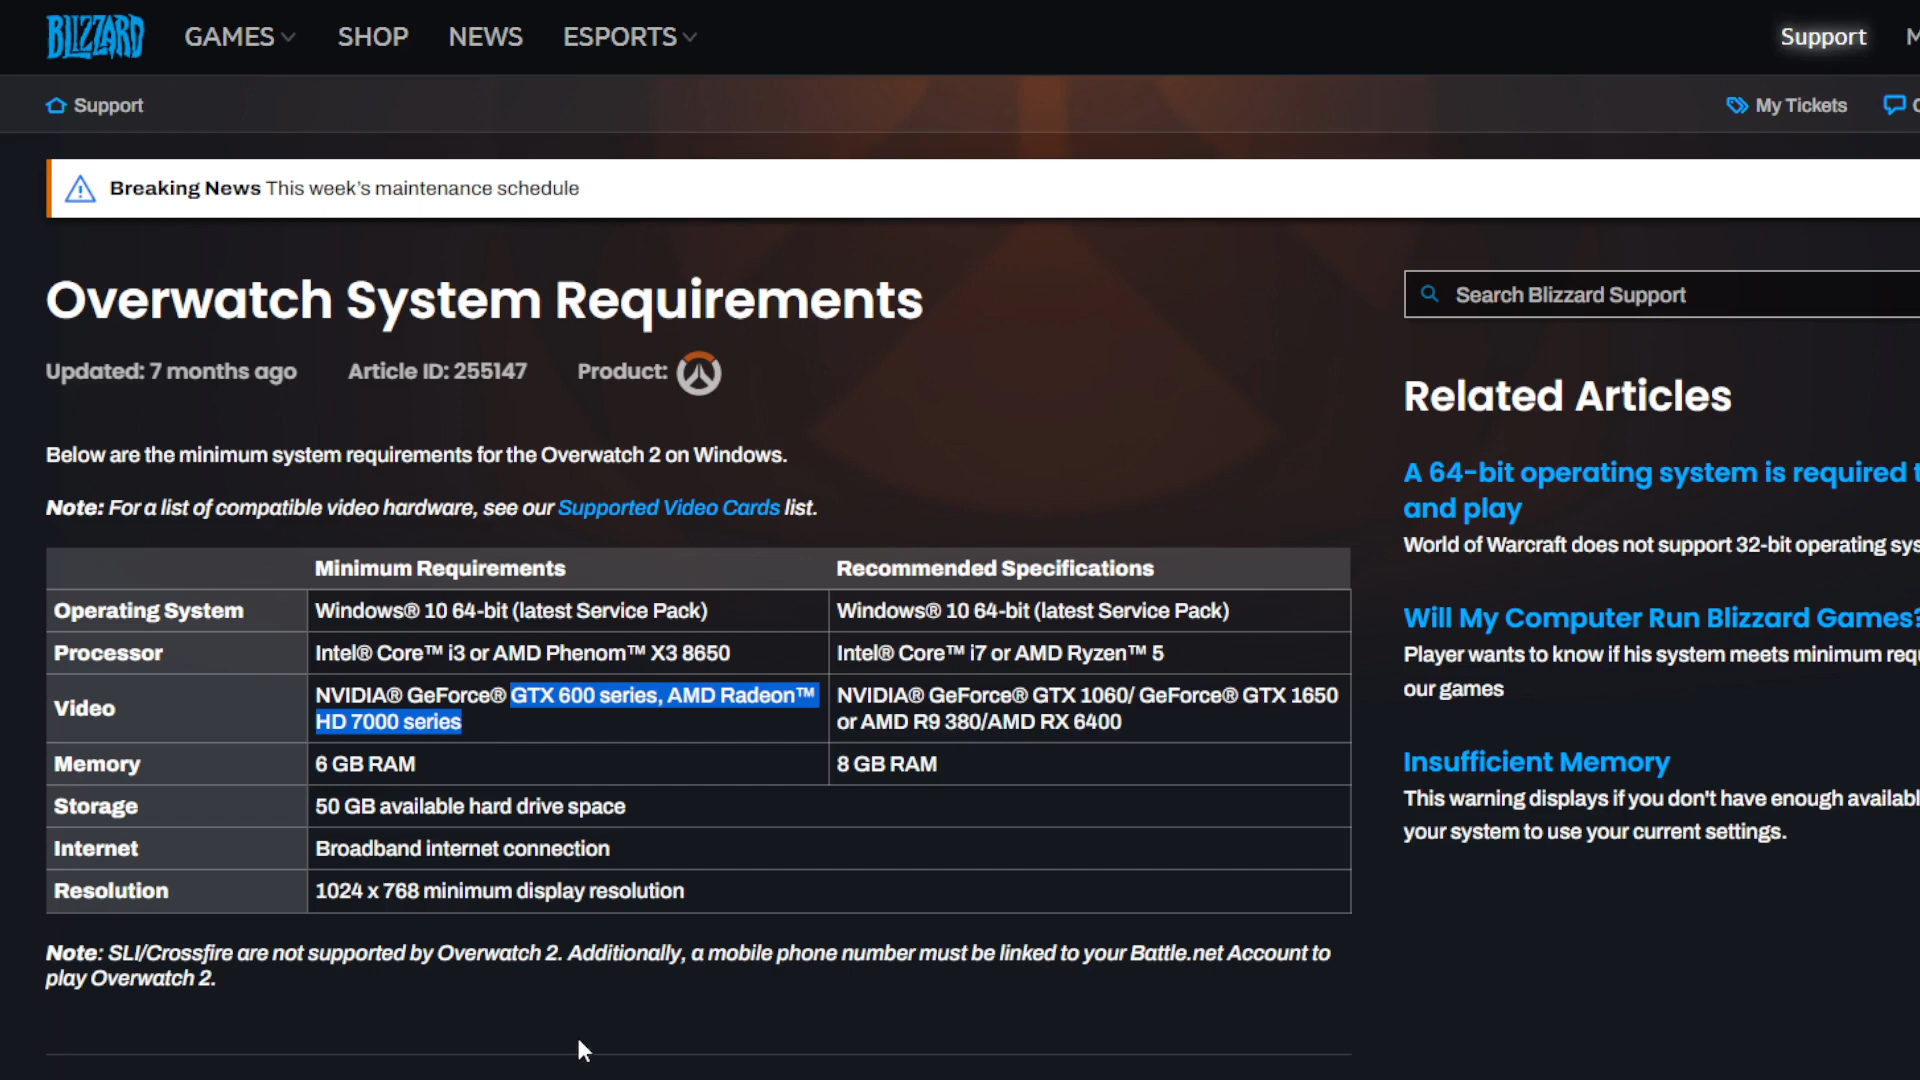 BLIZZARD GAMES SHOP NEWS ESPORTS Support
Support My Tickets
Breaking News This week's maintenance schedule
Overwatch System Requirements
Search Blizzard Support
Updated: 7 months ago Article ID: 255147 Product:
Related Articles
Below are the minimum system requirements for the Overwatch 2 on Windows.
A 64-bit operating system is required
and play
Note: For a list of compatible video hardware, see our Supported Video Cards list.
World of Warcraft does not support 32-bit operating
Minimum Requirements Recommended Specifications
Operating System Windows® 10 64-bit (latest Service Pack) Windows® 10 64-bit (latest Service Pack)
Will My Computer Run Blizzard Games?
Processor Intel® Core™ i3 or AMD Phenom™ X3 8650 Intel® Core™ i7 or AMD Ryzen™ 5
Player wants to know if his system meets minimum
our games
Video NVIDIA® GeForce® GTX 600 series, AMD Radeon™ NVIDIA® GeForce® GTX 1060/ GeForce® GTX 1650
HD 7000 series or AMD R9 380/AMD RX 6400
Memory 6 GB RAM 8 GB RAM
Insufficient Memory
Storage 50 GB available hard drive space
This warning displays if you don't have enough
your system to use your current settings.
Internet Broadband internet connection
Resolution 1024 x 768 minimum display resolution
Note: SLI/Crossfire are not supported by Overwatch 2. Additionally, a mobile phone number must be linked to your Battle.net Account to
play Overwatch 2.